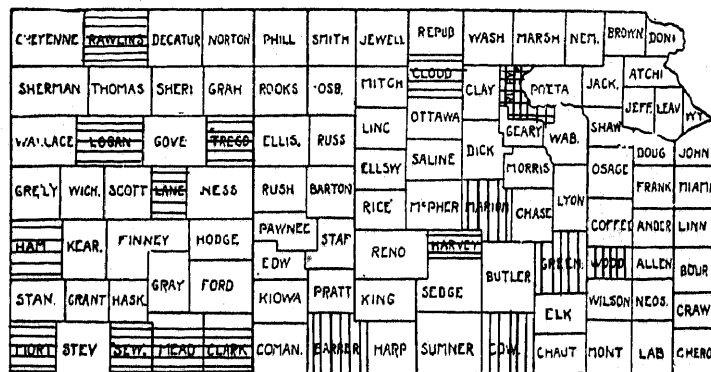 CHEYENNE RAWLINS DECATUR NORTON PHILL SMITH JEWELL REPUB WASH MARSH NEM. BROWN DONI
SHERMAN THOMAS SHERI GRAH ROOKS OSB. MITCH CLOUD CLAY POETA JACK. ATCHI
OTTAWA JEFF. LEAV WY.
WALLACE LOGAN GOVE TREGO ELLIS. RUSS LINC SALINE DICK GEARY WAB. SHAW DOUG JOHN
GRE'LY WICH. SCOTT LANE NESS RUSH BARTON ELLSW MORRIS OSAGE FRANK MIAMI
RICE McPHER MARION CHASE LYON
HAM KEAR. FINNEY HODGE PAWNEE STAF RENO HARVEY COFFEE ANDER LINN
EDW BUTLER GREEN. WOOD ALLEN BOUR
STAN. GRANT HASK. GRAY FORD KIOWA PRATT KING SEDGE ELK WILSON NEOS. CRAW
MORT STEV SEW. MEAD CLARK COMAN. BARBER HARP SUMNER COW. CHAUT MONT LAB CHERO